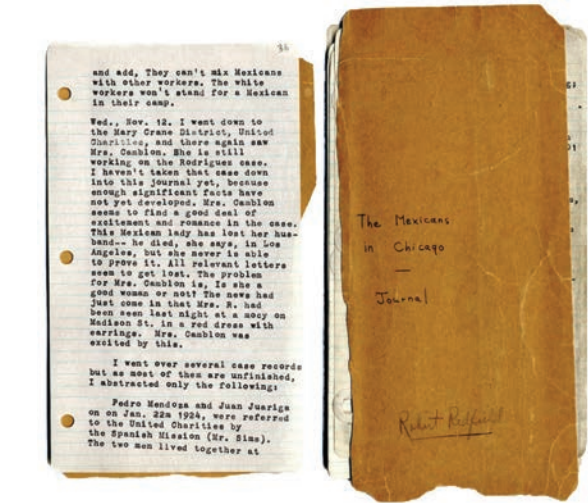 86
and add, They can't mix Mexicans
with other workers. The white
workers won't stand for a Mexican
in their camp.
Wed., Nov. 12. I went down to
the Mary Crane District, United
Charities, and there again saw
Mrs. Camblon. She is still
working on the Rodriguez case.
I haven't taken that case down
into this journal yet, because
enough significant facts have
not yet developed. Mrs. Camblon
seems to find a good deal of
excitement and romance in the case.
This Mexican lady has lost her hus-
band-- he died, she says, in Los
Angeles, but she never is able
to prove it. All relevant letters
seem to get lost. The problem
for Mrs. Camblon is, Is she a
good woman or not? The news had
just come in that Mrs. R. had
been seen last night at a mocy on
Madison St. in a red dress with
earrings. Mrs. Camblon was
excited by this.
I went over several case records
but as most of them are unfinished,
I abstracted only the following:
Pedro Mendoza and Juan Juariga
on on Jan. 22n 1924, were referred
to the United Charities by
the Spanish Mission (Mr. Sims).
The two men lived together at
The Mexicans
in Chicago
—
Journal
Robert Redfield